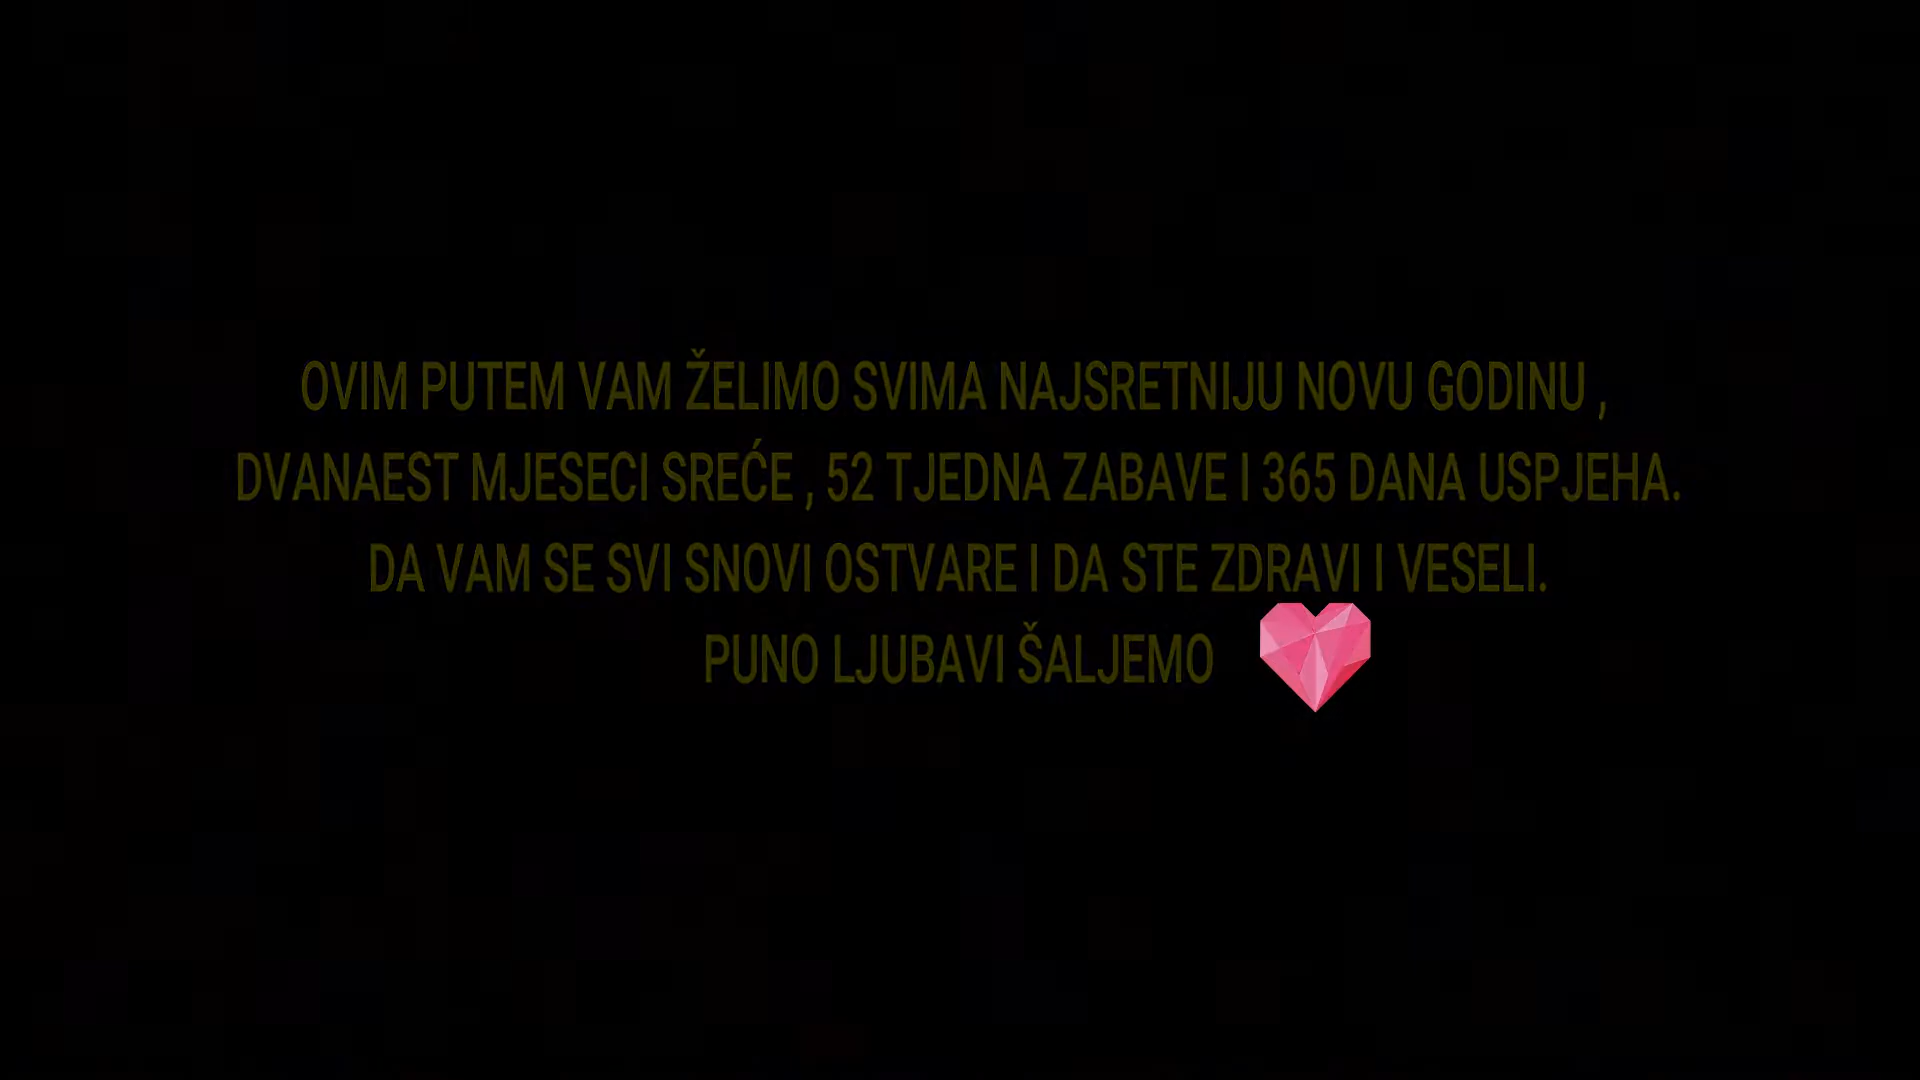 OVIM PUTEM VAM ŽELIMO SVIMA NAJSRETNIJU NOVU GODINU ,
DVANAEST MJESECI SREĆE , 52 TJEDNA ZABAVE I 365 DANA USPJEHA.
DA VAM SE SVI SNOVI OSTVARE I DA STE ZDRAVI I VESELI.
PUNO LJUBAVI ŠALJEMO